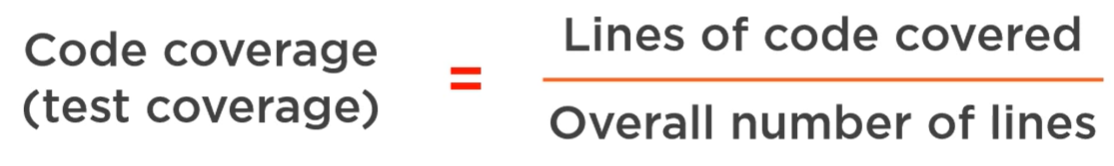 Code coverage
(test coverage)
=
Lines of code covered
Overall number of lines